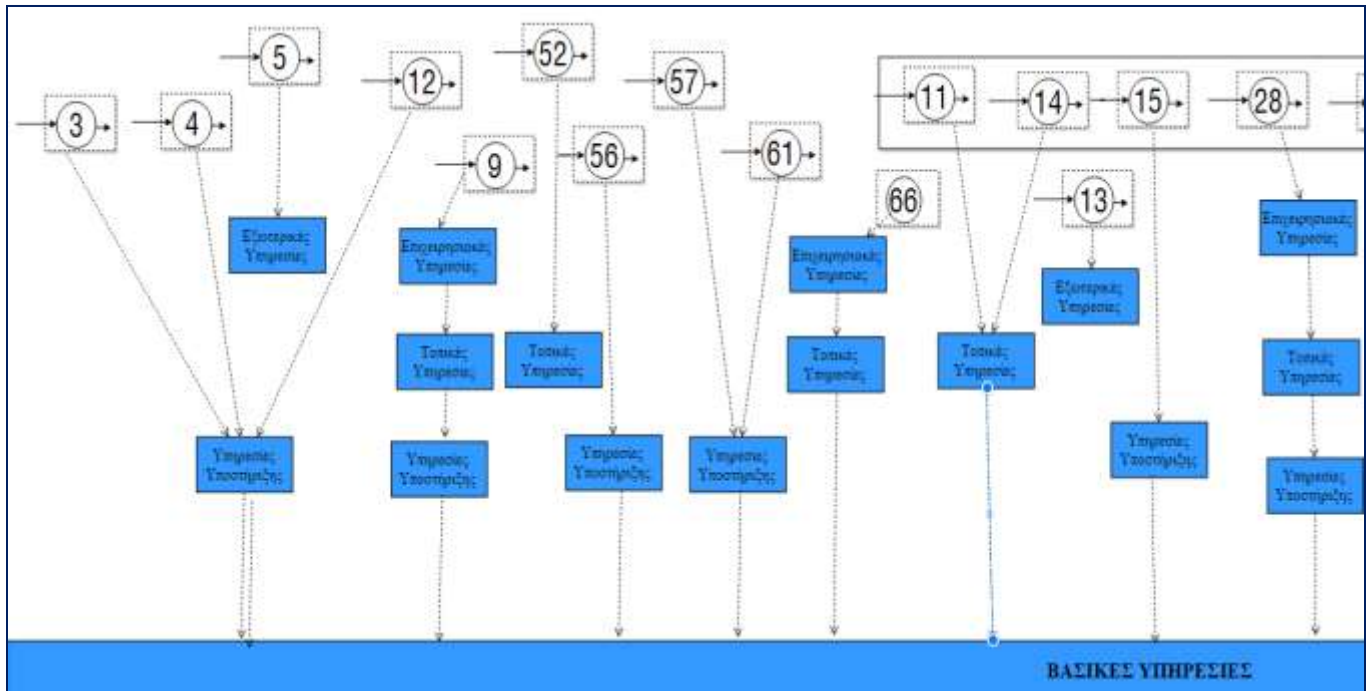 5
52
12
57
11
14
15
28
3
4
9
56
61
66
13
Εξωτερικές
Υπηρεσίες
Επιχειρησιακές
Υπηρεσίες
Επιχειρησιακές
Υπηρεσίες
Εξωτερικές
Υπηρεσίες
Επιχειρησιακές
Υπηρεσίες
Τοπικές
Υπηρεσίες
Τοπικές
Υπηρεσίες
Τοπικές
Υπηρεσίες
Τοπικές
Υπηρεσίες
Τοπικές
Υπηρεσίες
Υπηρεσίες
Υποστήριξης
Υπηρεσίες
Υποστήριξης
Υπηρεσίες
Υποστήριξης
Υπηρεσίες
Υποστήριξης
Υπηρεσίες
Υποστήριξης
Υπηρεσίες
Υποστήριξης
ΒΑΣΙΚΕΣ ΥΠΗΡΕΣΙΕΣ